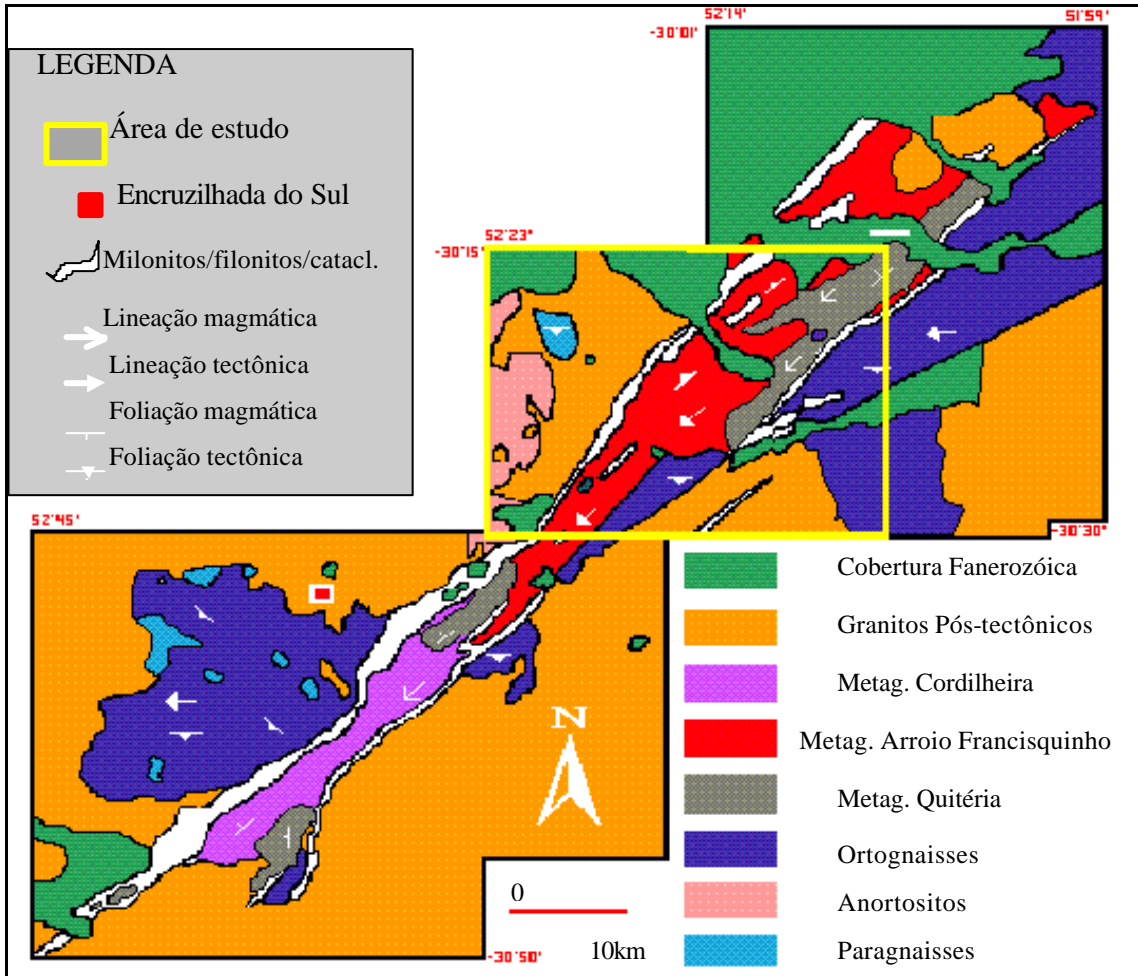 52°14'
51°59'
-30°01'
LEGENDA
Área de estudo
Encruzilhada do Sul
Milonitos/filonitos/catacl.
Lineação magmática
Lineação tectônica
Foliação magmática
Foliação tectônica
52°23'
-30°15'
52°45'
-30°30'
Cobertura Fanerozóica
Granitos Pós-tectônicos
Metag. Cordilheira
Metag. Arroio Francisquinho
Metag. Quitéria
Ortognaisses
Anortositos
Paragnaisses
N
0
10km
-30°50'